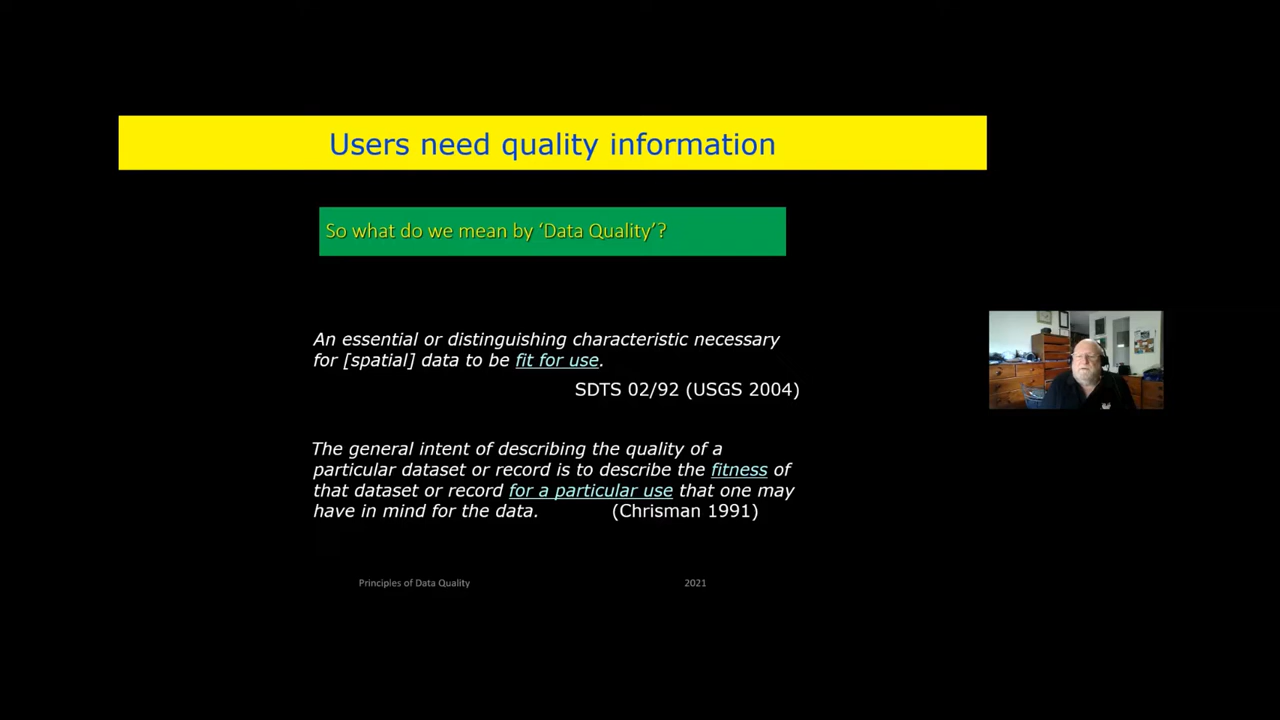 Users need quality information
So what do we mean by ‘Data Quality’?
An essential or distinguishing characteristic necessary
for [spatial] data to be fit for use.
SDTS 02/92 (USGS 2004)
The general intent of describing the quality of a
particular dataset or record is to describe the fitness of
that dataset or record for a particular use that one may
have in mind for the data. (Chrisman 1991)
Principles of Data Quality 2021